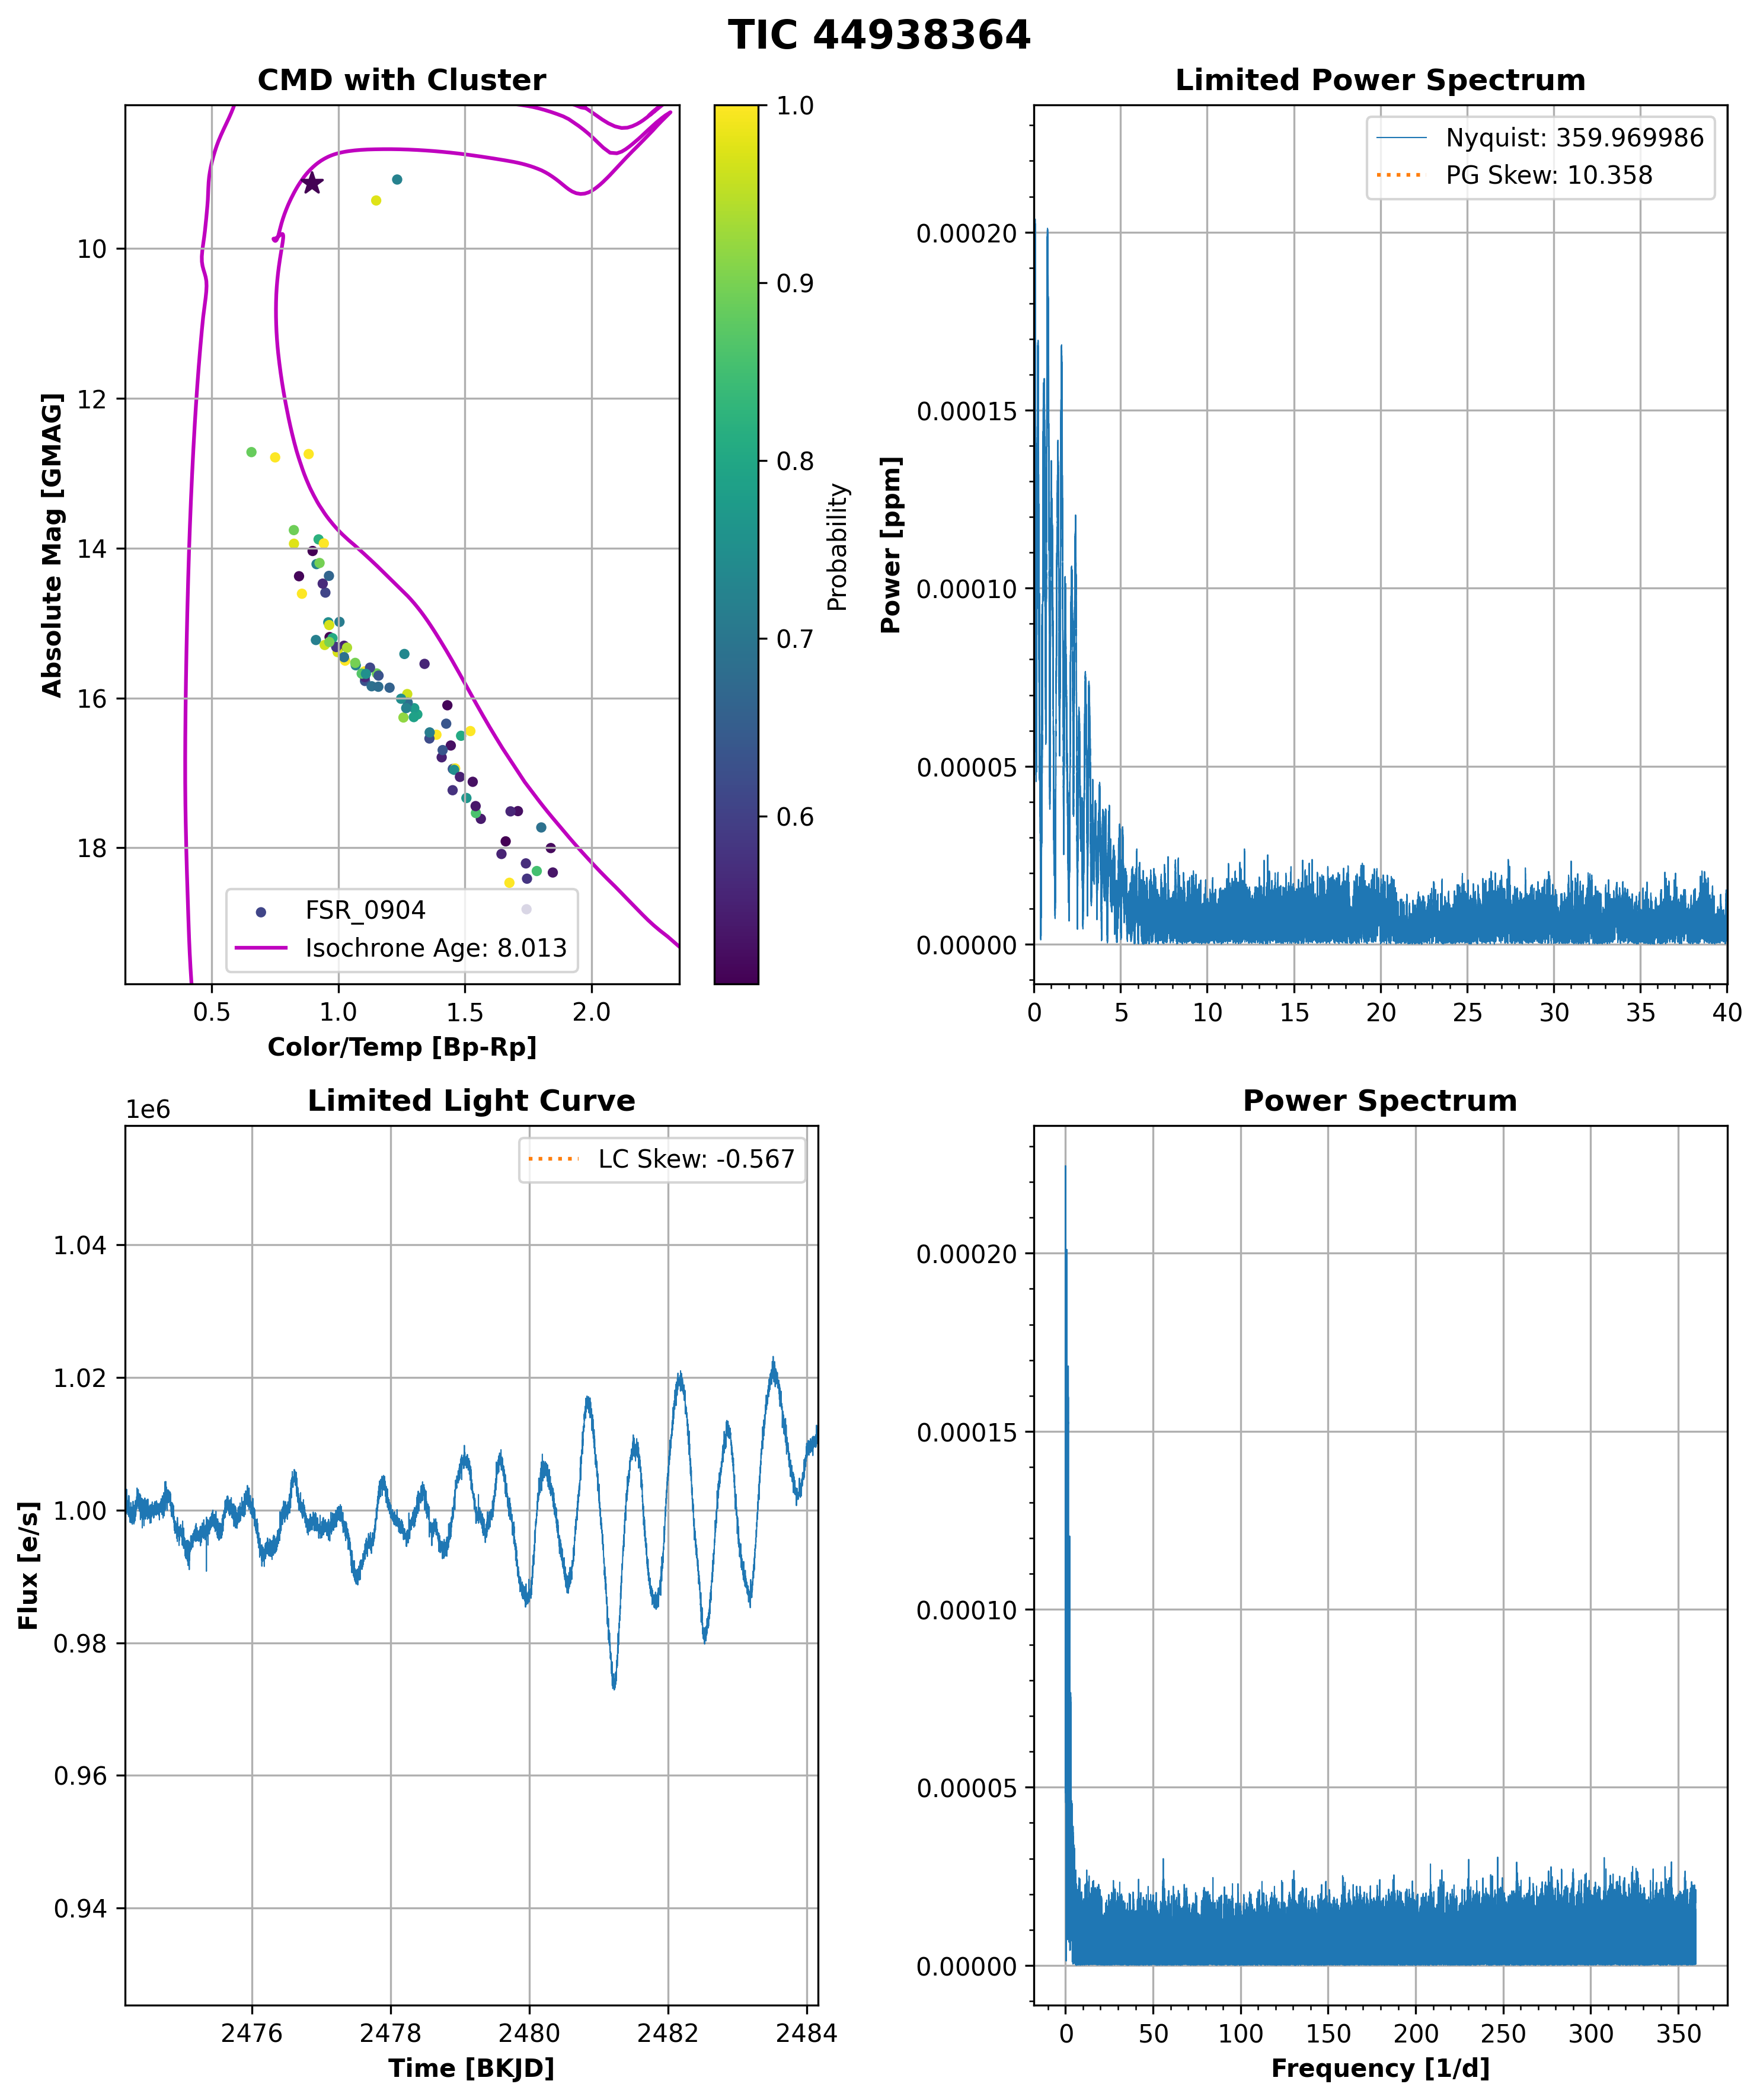 TIC 44938364
CMD with Cluster
Absolute Mag [GMAG]
10
12
14
16
18
FSR_0904
Isochrone Age: 8.013
0.5
1.0
1.5
2.0
Color/Temp [Bp-Rp]
1.0
0.9
0.8
0.7
0.6
Probability
Limited Power Spectrum
Power [ppm]
0.00020
0.00015
0.00010
0.00005
0.00000
Nyquist: 359.969986
PG Skew: 10.358
0
5
10
15
20
25
30
35
40
Limited Light Curve
1e6
Flux [e/s]
1.04
1.02
1.00
0.98
0.96
0.94
LC Skew: -0.567
2476
2478
2480
2482
2484
Time [BKJD]
Power Spectrum
0.00020
0.00015
0.00010
0.00005
0.00000
0
50
100
150
200
250
300
350
Frequency [1/d]